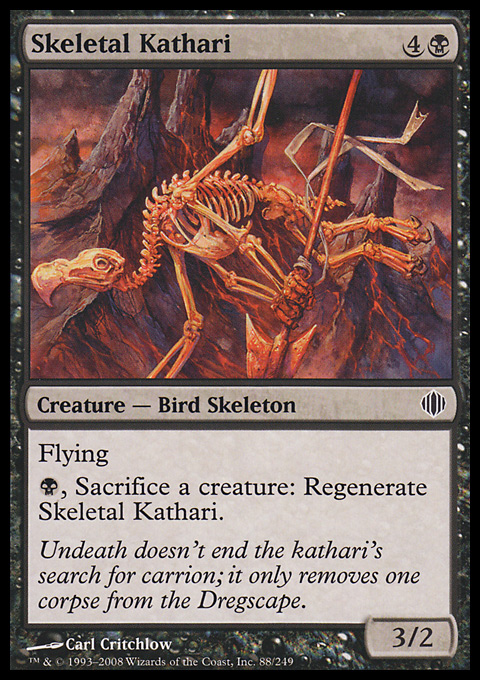 Skeletal Kathari 4
Creature — Bird Skeleton
Flying
, Sacrifice a creature: Regenerate
Skeletal Kathari.
Undeath doesn't end the kathari's
search for carrion; it only removes one
corpse from the Dregscape.
Carl Critchlow
3/2
™ & © 1993–2008 Wizards of the Coast, Inc. 88/249